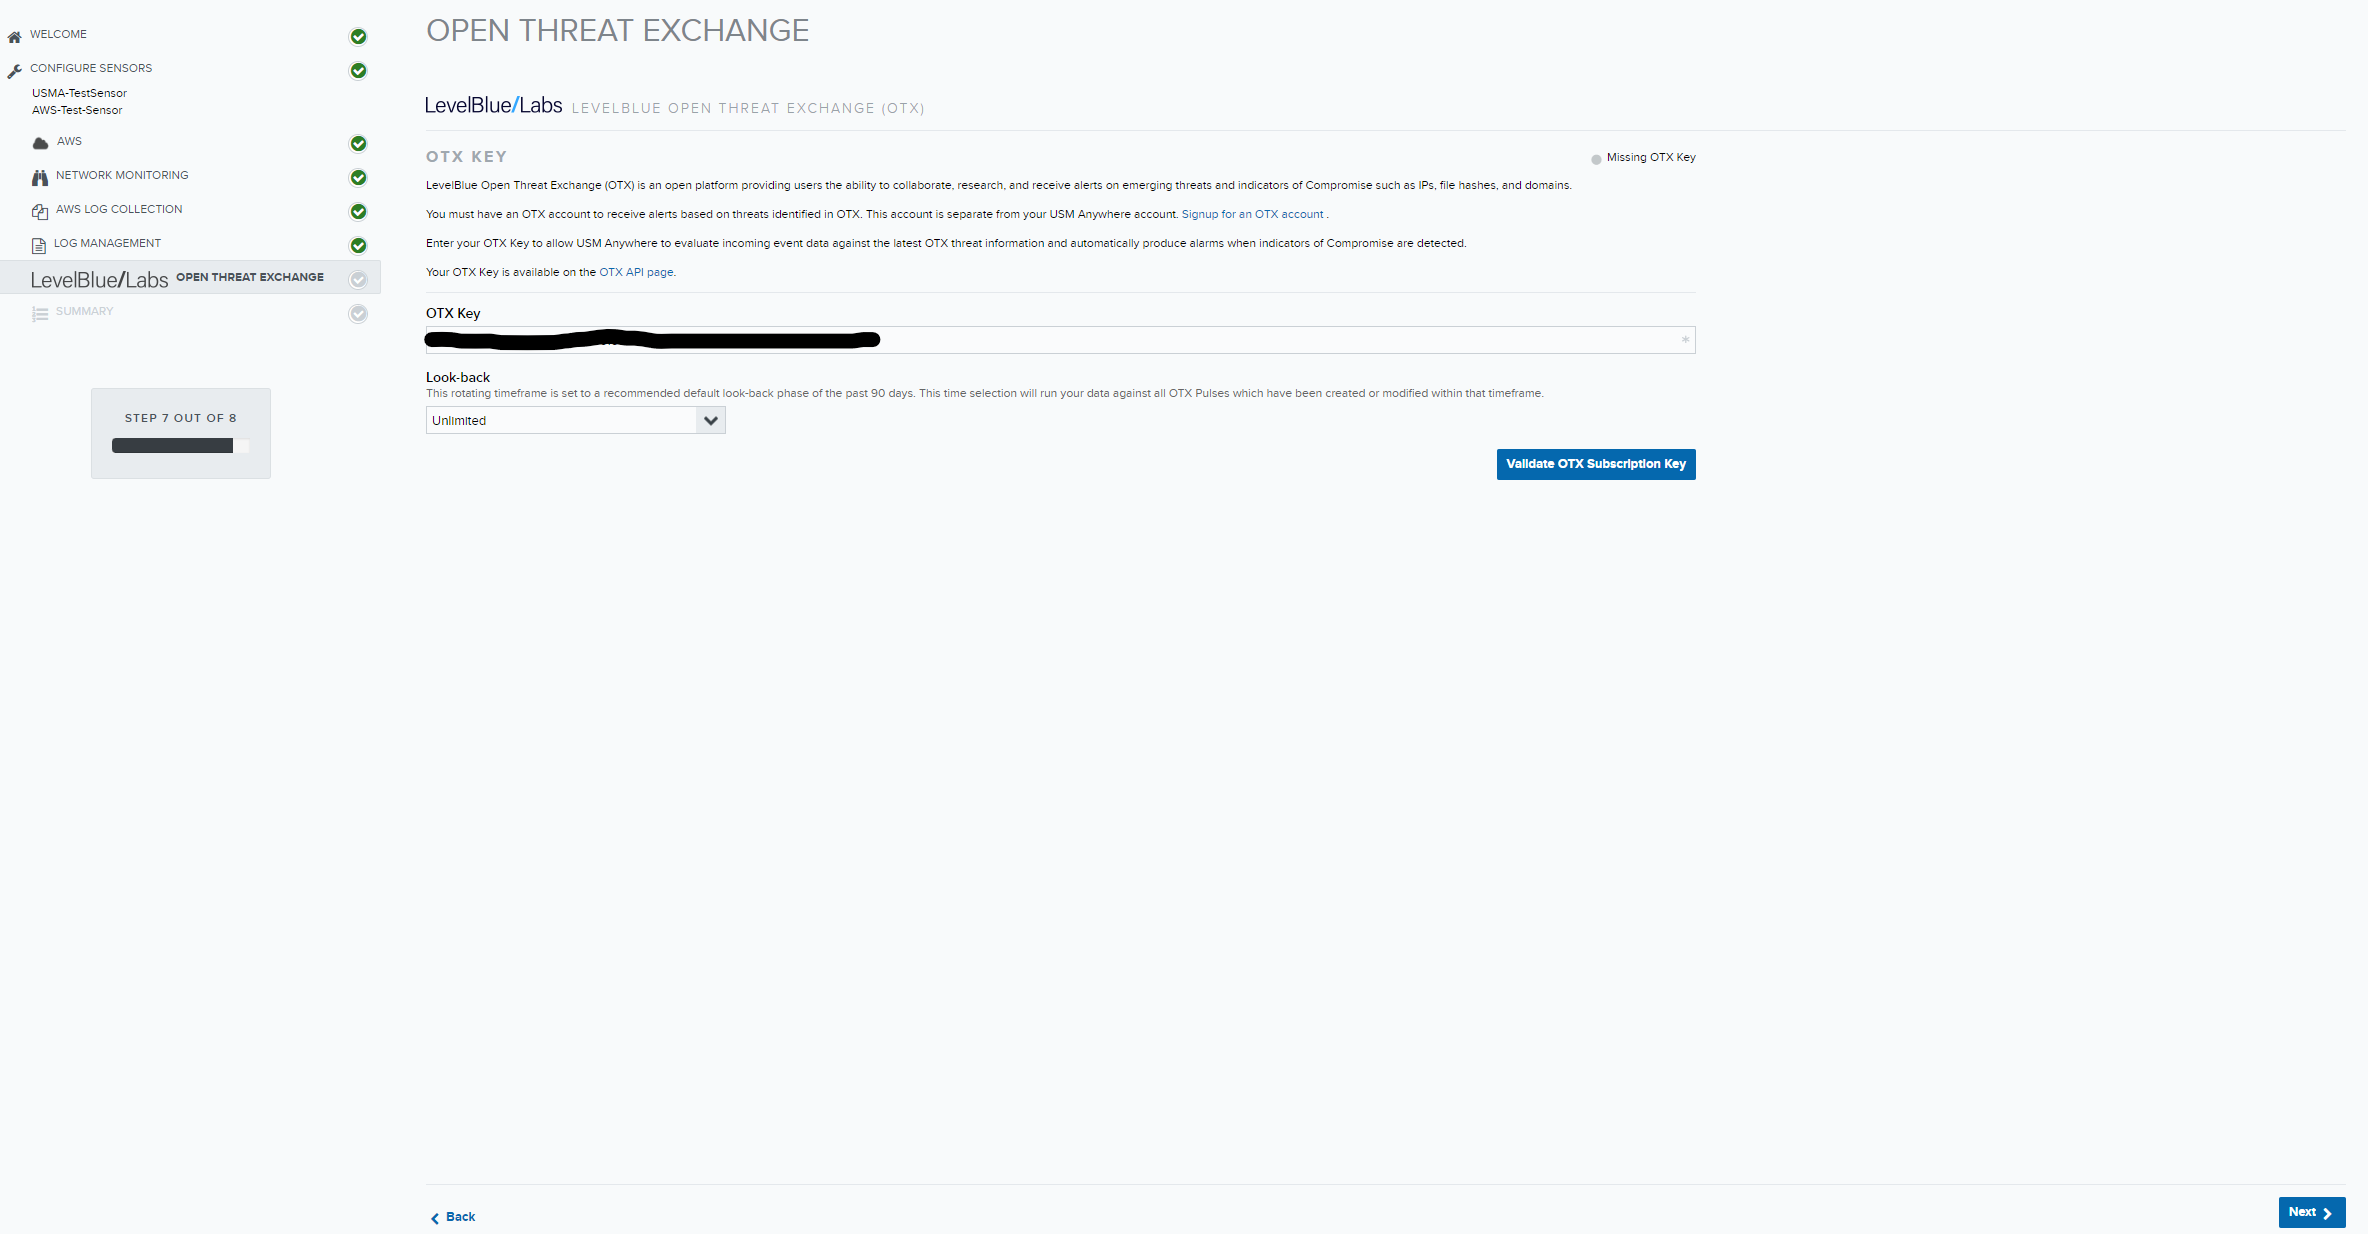 WELCOME
CONFIGURE SENSORS
USMA-TestSensor
AWS-Test-Sensor
AWS
NETWORK MONITORING
AWS LOG COLLECTION
LOG MANAGEMENT
LevelBlue/Labs OPEN THREAT EXCHANGE
SUMMARY
STEP 7 OUT OF 8
OPEN THREAT EXCHANGE
LevelBlue/Labs LEVELBLUE OPEN THREAT EXCHANGE (OTX)
OTX KEY
Missing OTX Key
LevelBlue Open Threat Exchange (OTX) is an open platform providing users the ability to collaborate, research, and receive alerts on emerging threats and indicators of Compromise such as IPs, file hashes, and domains.
You must have an OTX account to receive alerts based on threats identified in OTX. This account is separate from your USM Anywhere account. Signup for an OTX account .
Enter your OTX Key to allow USM Anywhere to evaluate incoming event data against the latest OTX threat information and automatically produce alarms when indicators of Compromise are detected.
Your OTX Key is available on the OTX API page.
OTX Key
*
Look-back
This rotating timeframe is set to a recommended default look-back phase of the past 90 days. This time selection will run your data against all OTX Pulses which have been created or modified within that timeframe.
Unlimited
Validate OTX Subscription Key
Back
Next